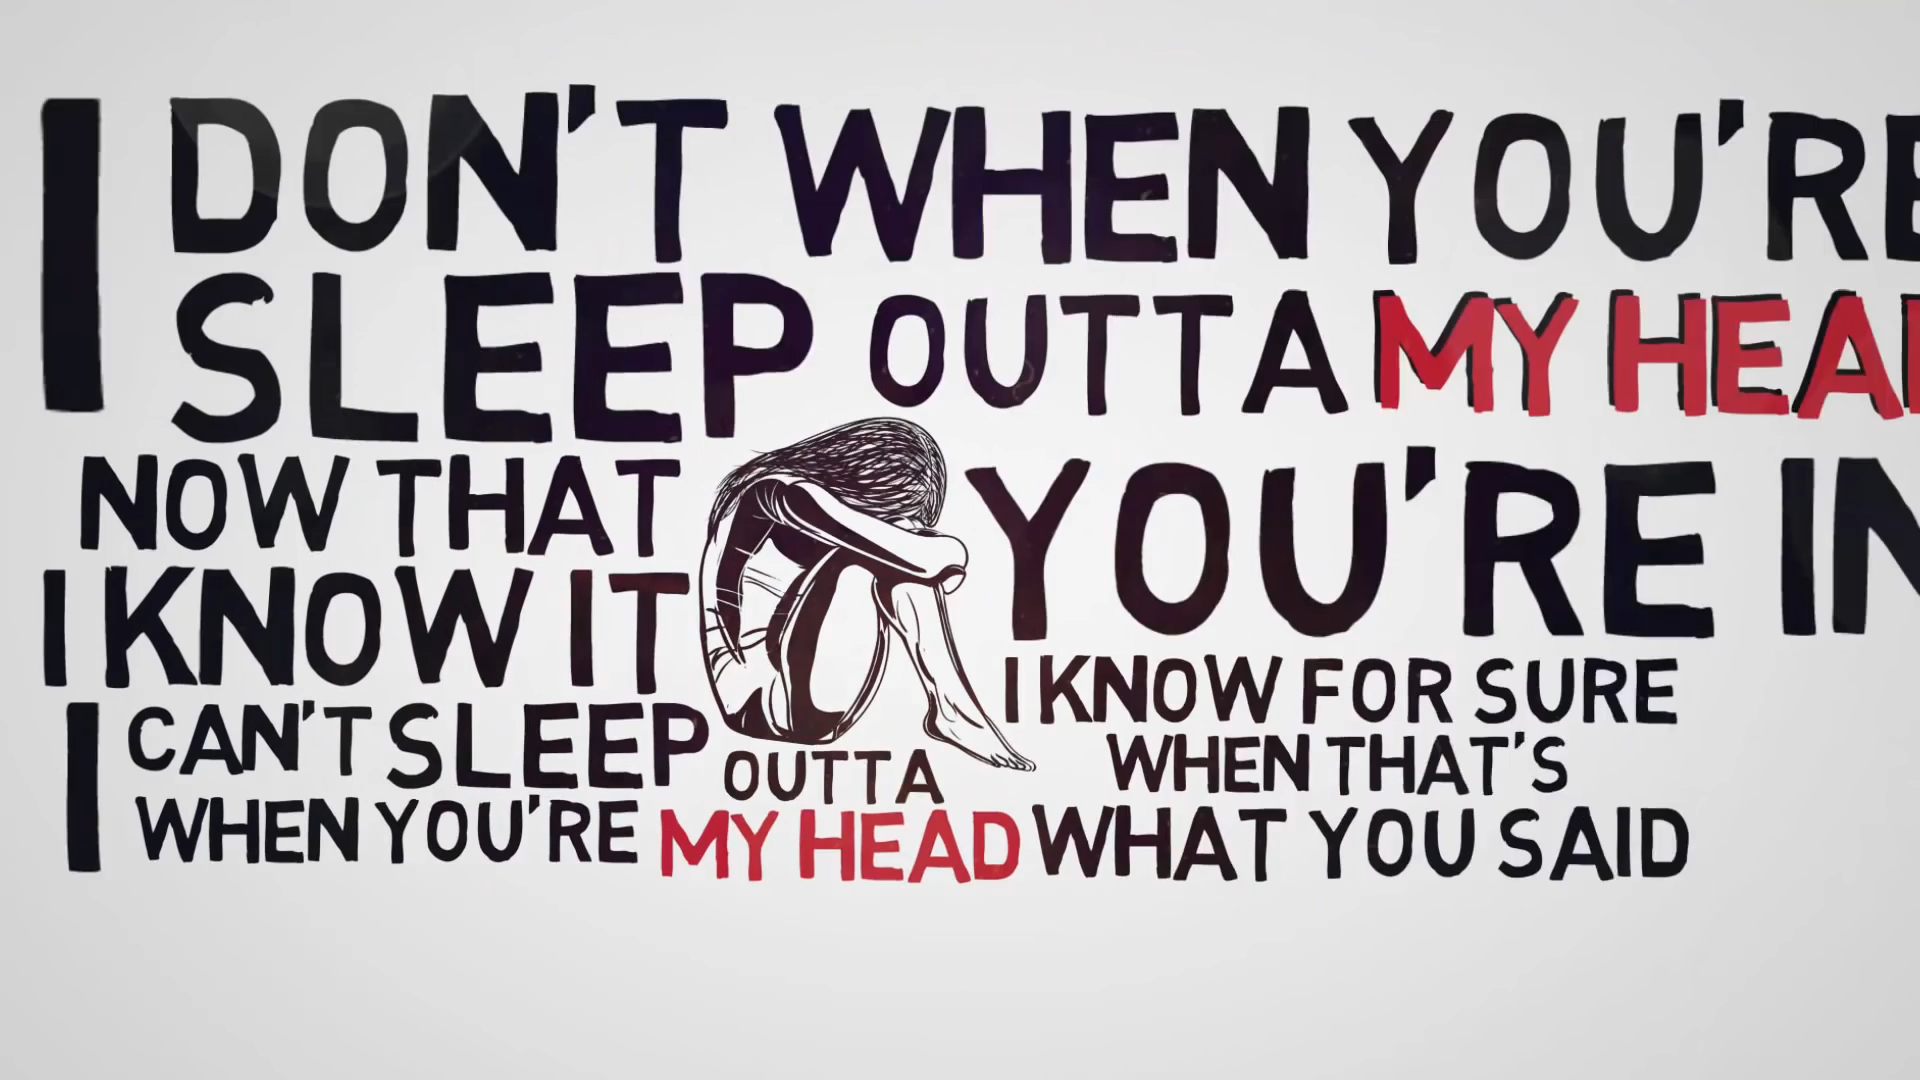 I DON'T WHEN YOU'RE
SLEEP OUTTA MY HEAD
NOW THAT
I KNOW IT
YOU'RE IN
I CAN'T SLEEP
WHEN YOU'RE
OUTTA
MY HEAD
I KNOW FOR SURE
WHEN THAT'S
WHAT YOU SAID